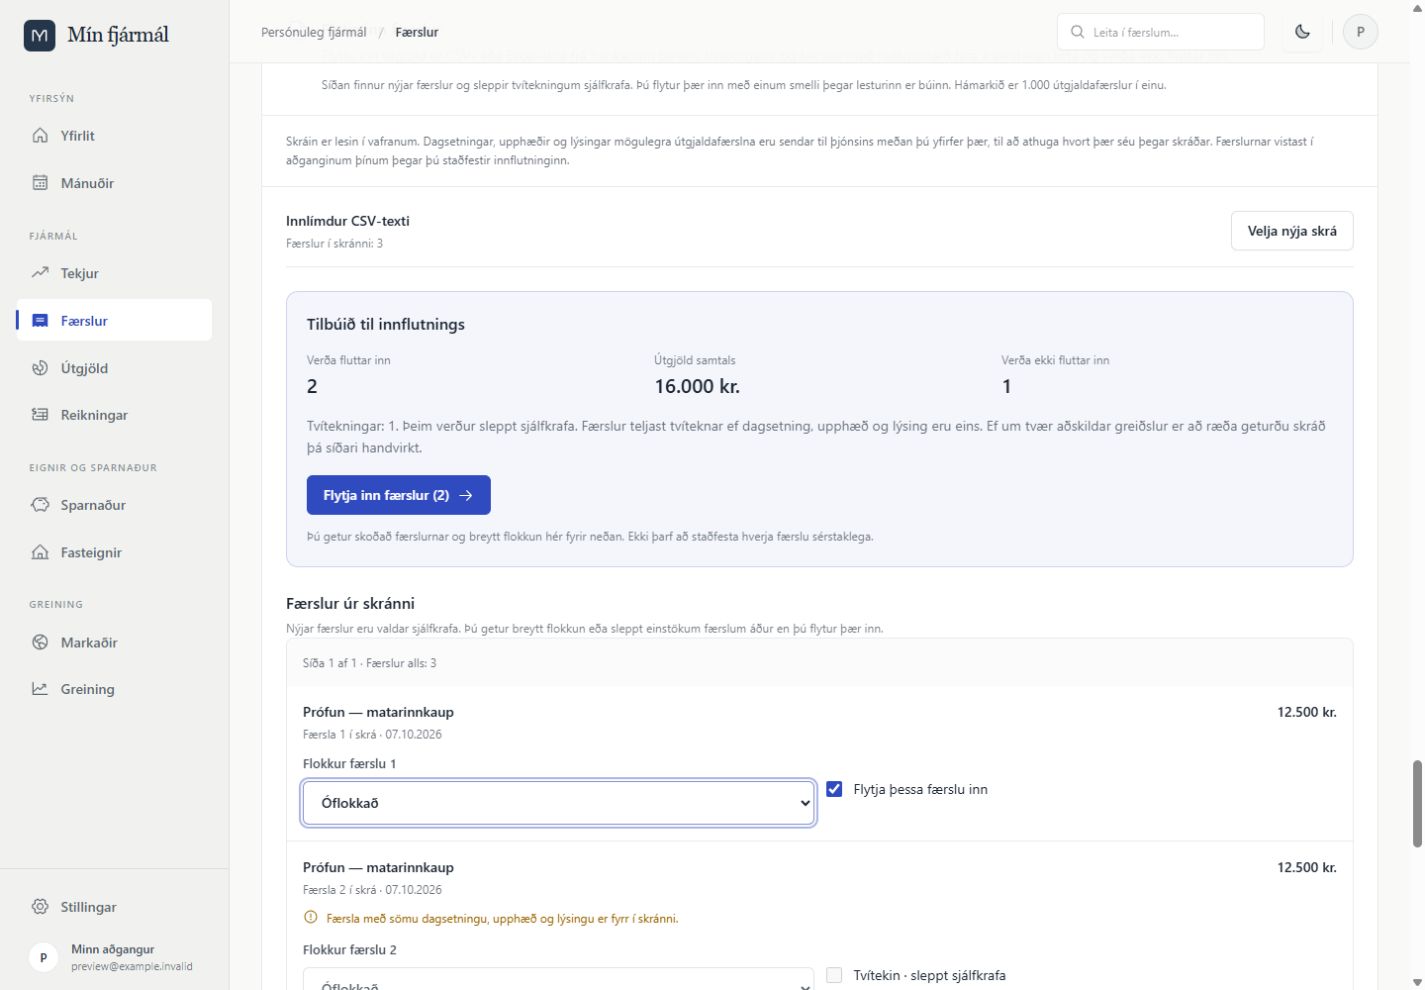 Mín fjármál
YFIRSÝN
Yfirlit
Mánuðir
FJÁRMÁL
Tekjur
Færslur
Útgjöld
Reikningar
EIGNIR OG SPARNAÐUR
Sparnaður
Fasteignir
GREINING
Markaðir
Greining
Stillingar
P
Minn aðgangur
preview@example.invalid
Persónuleg fjármál / Færslur
Leita í færslum...
P
Síðan finnur nýjar færslur og sleppir tvítekningum sjálfkrafa. Þú flytur þær inn með einum smelli þegar lesturinn er búinn. Hámarkið er 1.000 útgjaldafærslur í einu.
Skráin er lesin í vafranum. Dagsetningar, upphæðir og lýsingar mögulegra útgjaldafærslna eru sendar til þjónsins meðan þú yfirfer þær, til að athuga hvort þær séu þegar skráðar. Færslurnar vistast í
aðganginum þínum þegar þú staðfestir innflutninginn.
Innlímdur CSV-texti
Færslur í skránni: 3
Velja nýja skrá
Tilbúið til innflutnings
Verða fluttar inn
2
Útgjöld samtals
16.000 kr.
Verða ekki fluttar inn
1
Tvítekningar: 1. Þeim verður sleppt sjálfkrafa. Færslur teljast tvíteknar ef dagsetning, upphæð og lýsing eru eins. Ef um tvær aðskildar greiðslur er að ræða geturðu skráð
þá síðari handvirkt.
Flytja inn færslur (2)
Þú getur skoðað færslurnar og breytt flokkun hér fyrir neðan. Ekki þarf að staðfesta hverja færslu sérstaklega.
Færslur úr skránni
Nýjar færslur eru valdar sjálfkrafa. Þú getur breytt flokkun eða sleppt einstökum færslum áður en þú flytur þær inn.
Síða 1 af 1 · Færslur alls: 3
Prófun — matarinnkaup
12.500 kr.
Færsla 1 í skrá · 07.10.2026
Flokkur færslu 1
Óflokkað
Flytja þessa færslu inn
Prófun — matarinnkaup
12.500 kr.
Færsla 2 í skrá · 07.10.2026
Færsla með sömu dagsetningu, upphæð og lýsingu er fyrr í skránni.
Flokkur færslu 2
Óflokkað
Tvítekin · sleppt sjálfkrafa